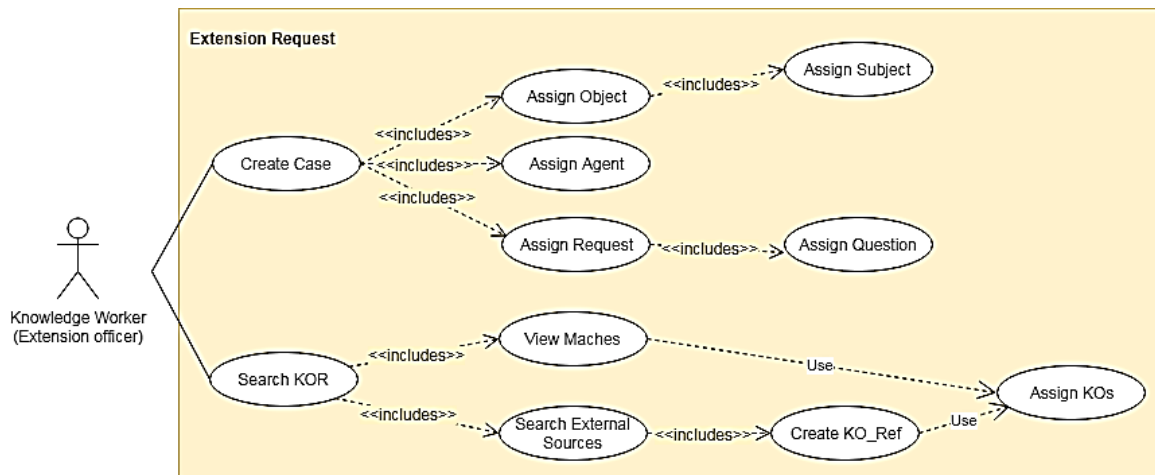 Extension Request
Assign Subject
<<includes>>
Assign Object
<<includes>>
Create Case
<<includes>>
Assign Agent
<<includes>>
Assign Request
<<includes>>
Assign Question
Knowledge Worker
(Extension officer)
View Maches
<<includes>>
Use
Search KOR
Assign KOs
<<includes>>
Search External
Sources
<<includes>>
Create KO_Ref
Use